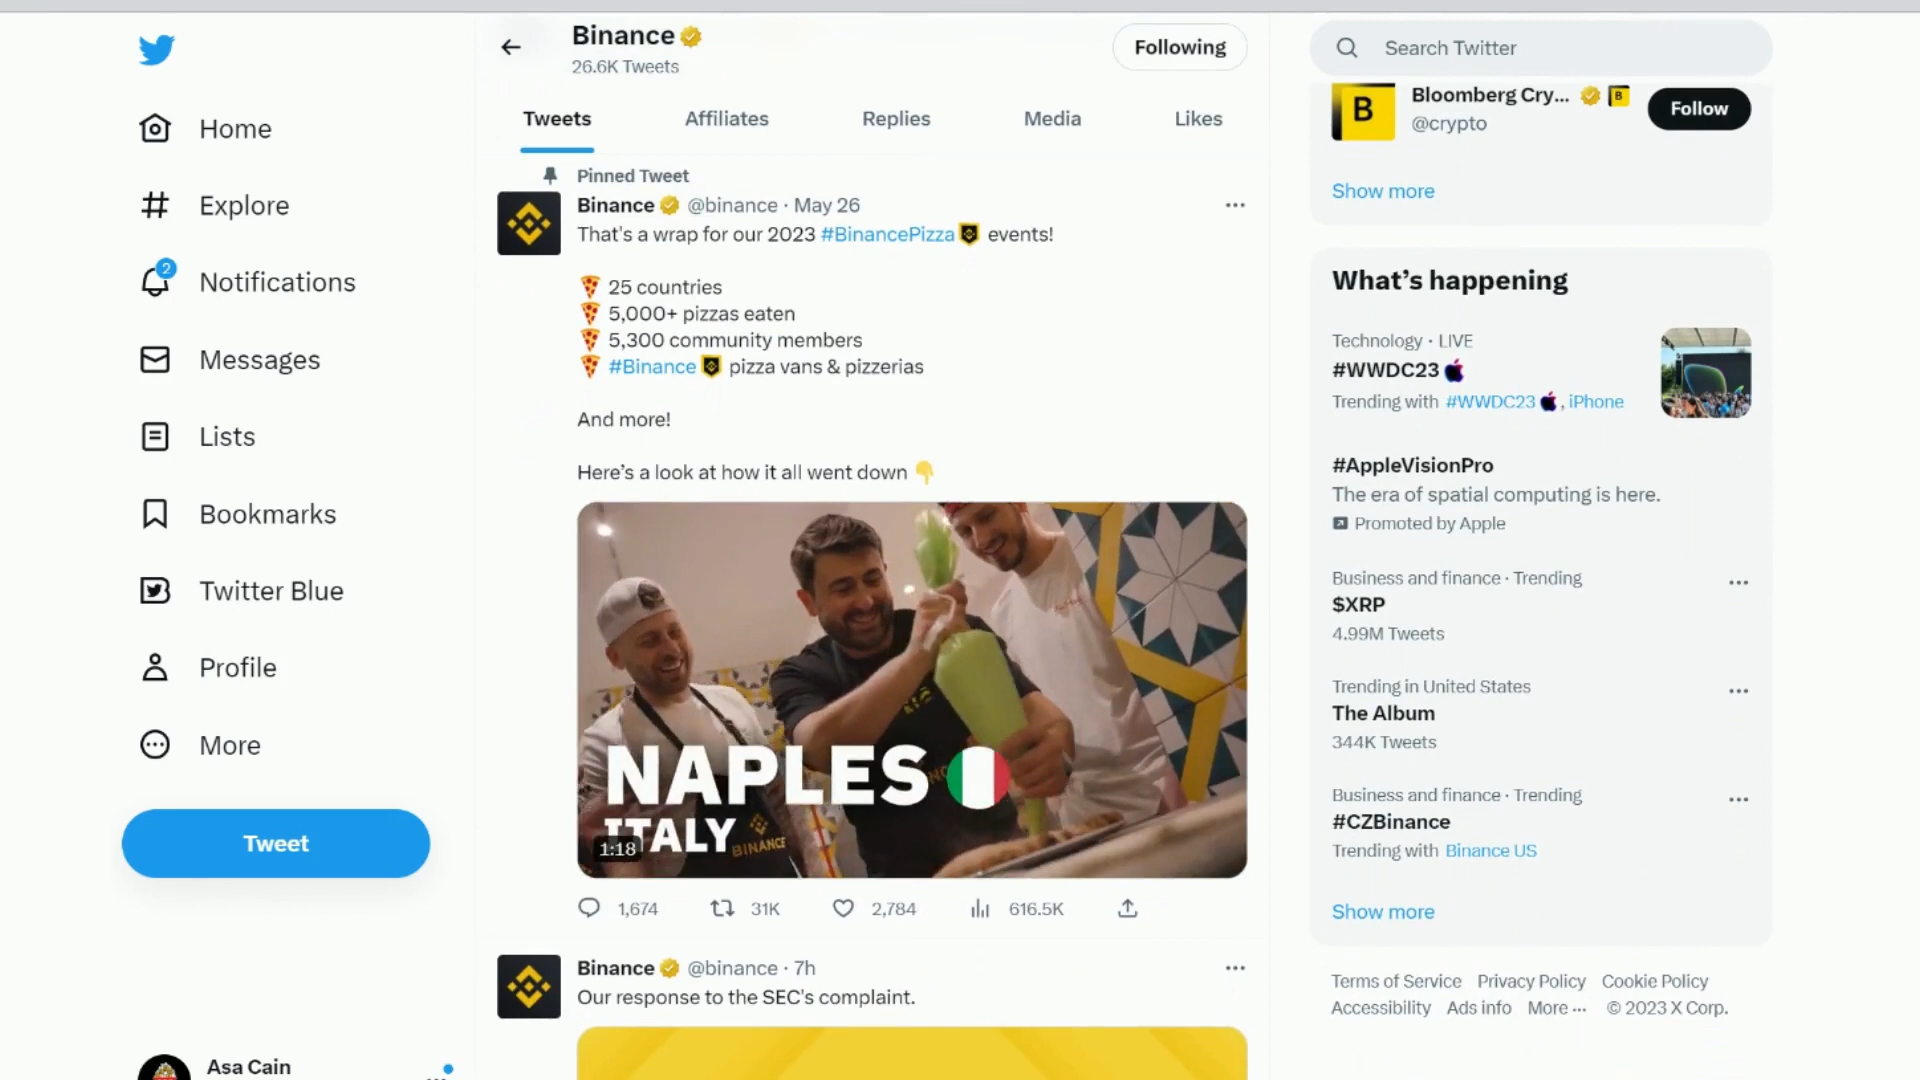 Home
Explore
2
Notifications
Messages
Lists
Bookmarks
Twitter Blue
Profile
More
Tweet
Asa Cain
Binance
26.6K Tweets
Following
Tweets
Affiliates
Replies
Media
Likes
Pinned Tweet
Binance @binance · May 26
That's a wrap for our 2023 #BinancePizza events!
25 countries
5,000+ pizzas eaten
5,300 community members
#Binance pizza vans & pizzerias
And more!
Here's a look at how it all went down
NAPLES
ITALY
BINANCE
1:18
1,674
31K
2,784
616.5K
Binance @binance · 7h
Our response to the SEC's complaint.
Search Twitter
B
Bloomberg Cry... B
@crypto
Follow
Show more
What's happening
Technology · LIVE
#WWDC23
Trending with #WWDC23 , iPhone
#AppleVisionPro
The era of spatial computing is here.
Promoted by Apple
Business and finance · Trending
$XRP
4.99M Tweets
Trending in United States
The Album
344K Tweets
Business and finance · Trending
#CZBinance
Trending with Binance US
Show more
Terms of Service Privacy Policy Cookie Policy
Accessibility Ads info More ··· © 2023 X Corp.